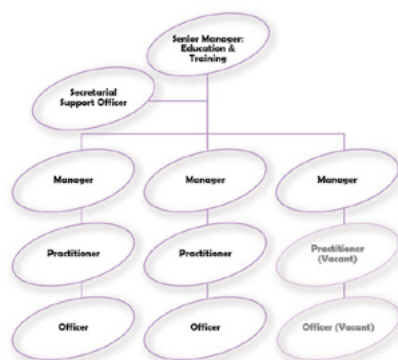 Senior Manager:
Education &
Training
Secretarial
Support Officer
Manager
Manager
Manager
Practitioner
Practitioner
Practitioner
(Vacant)
Officer
Officer
Officer (Vacant)